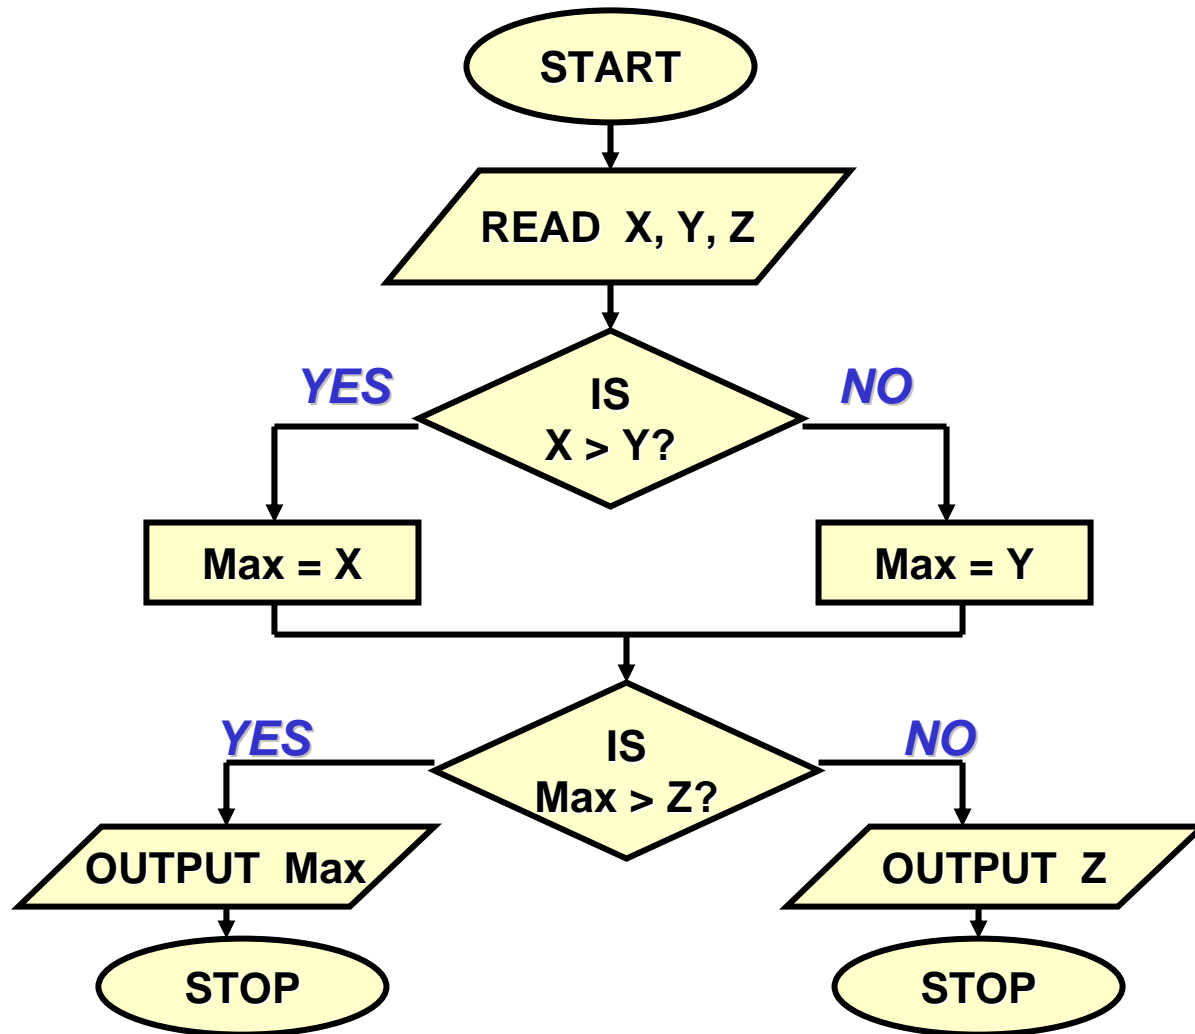 START
READ X, Y, Z
YES
NO
IS
X > Y?
Max = X
Max = Y
YES
NO
IS
Max > Z?
OUTPUT Max
OUTPUT Z
STOP
STOP